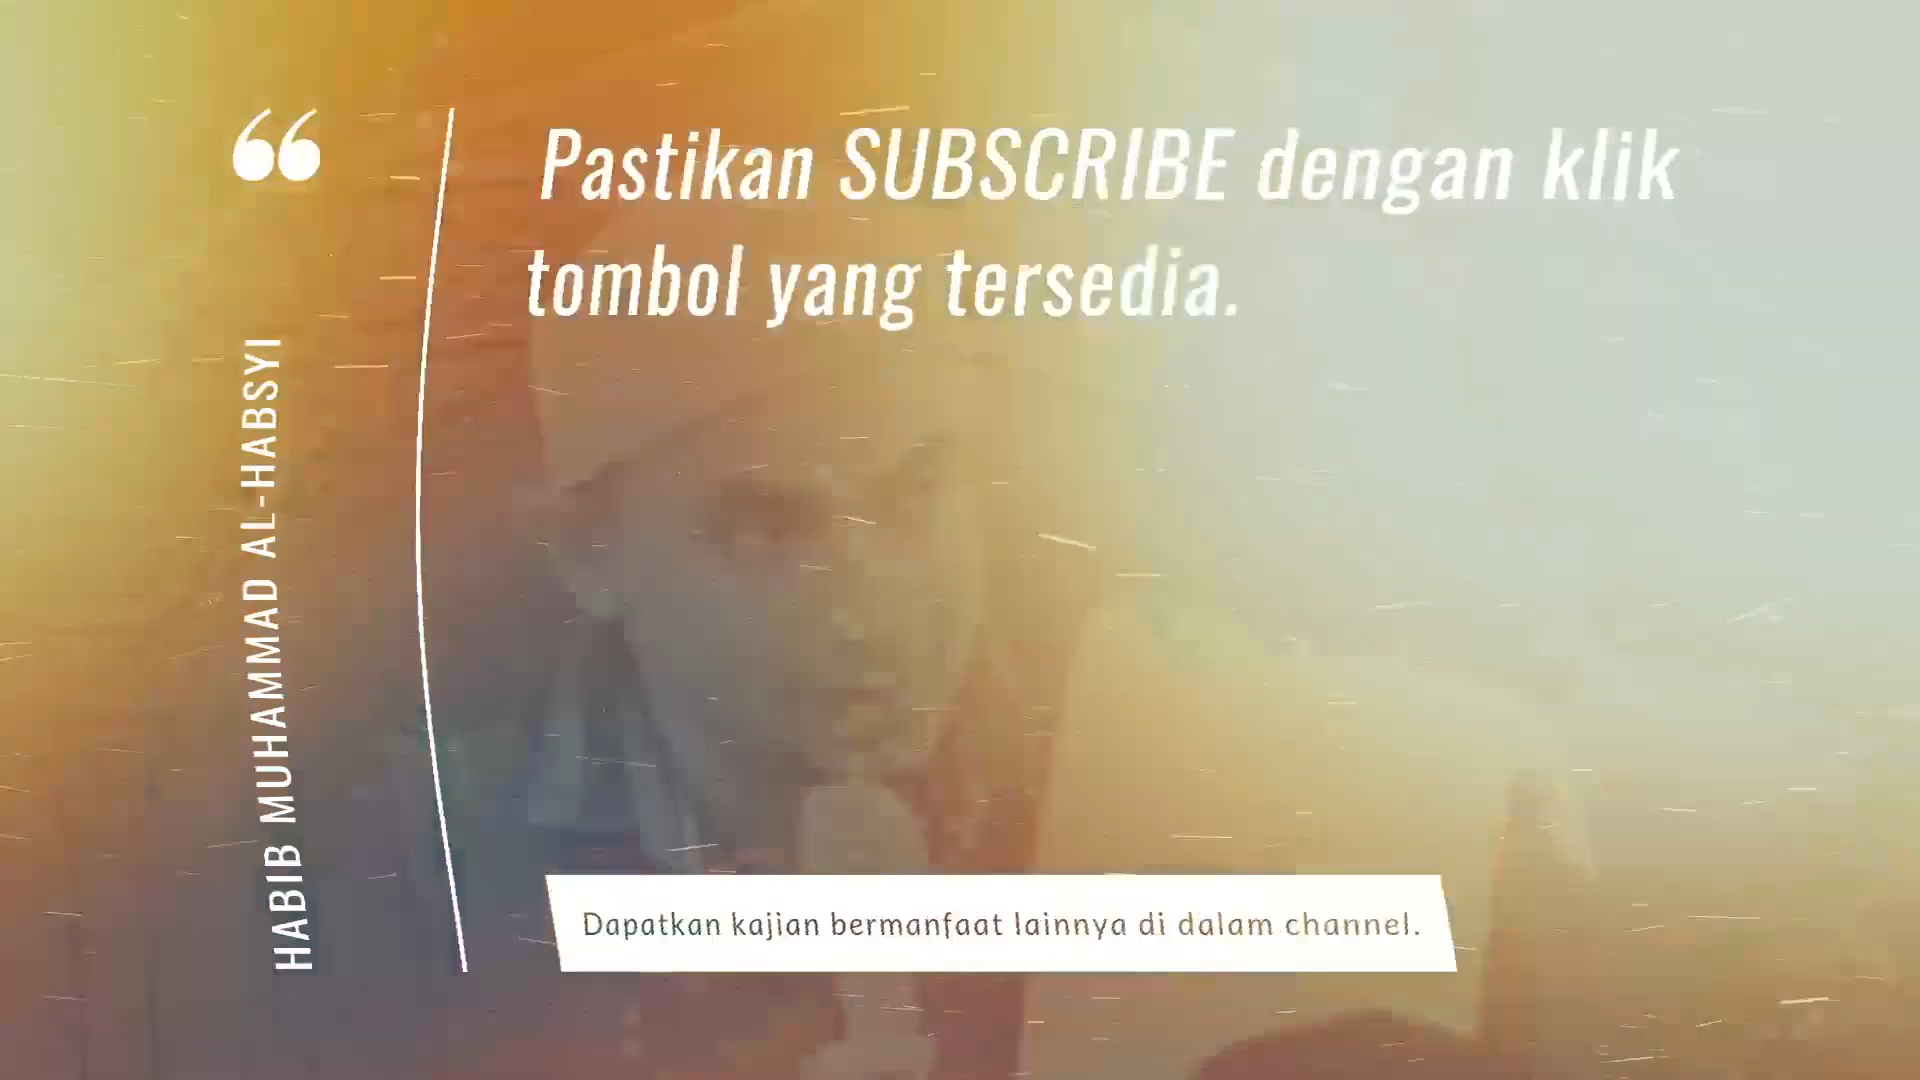 Pastikan SUBSCRIBE dengan klik
tombol yang tersedia.
HABIB MUHAMMAD AL-HABSYI
Dapatkan kajian bermanfaat lainnya di dalam channel.